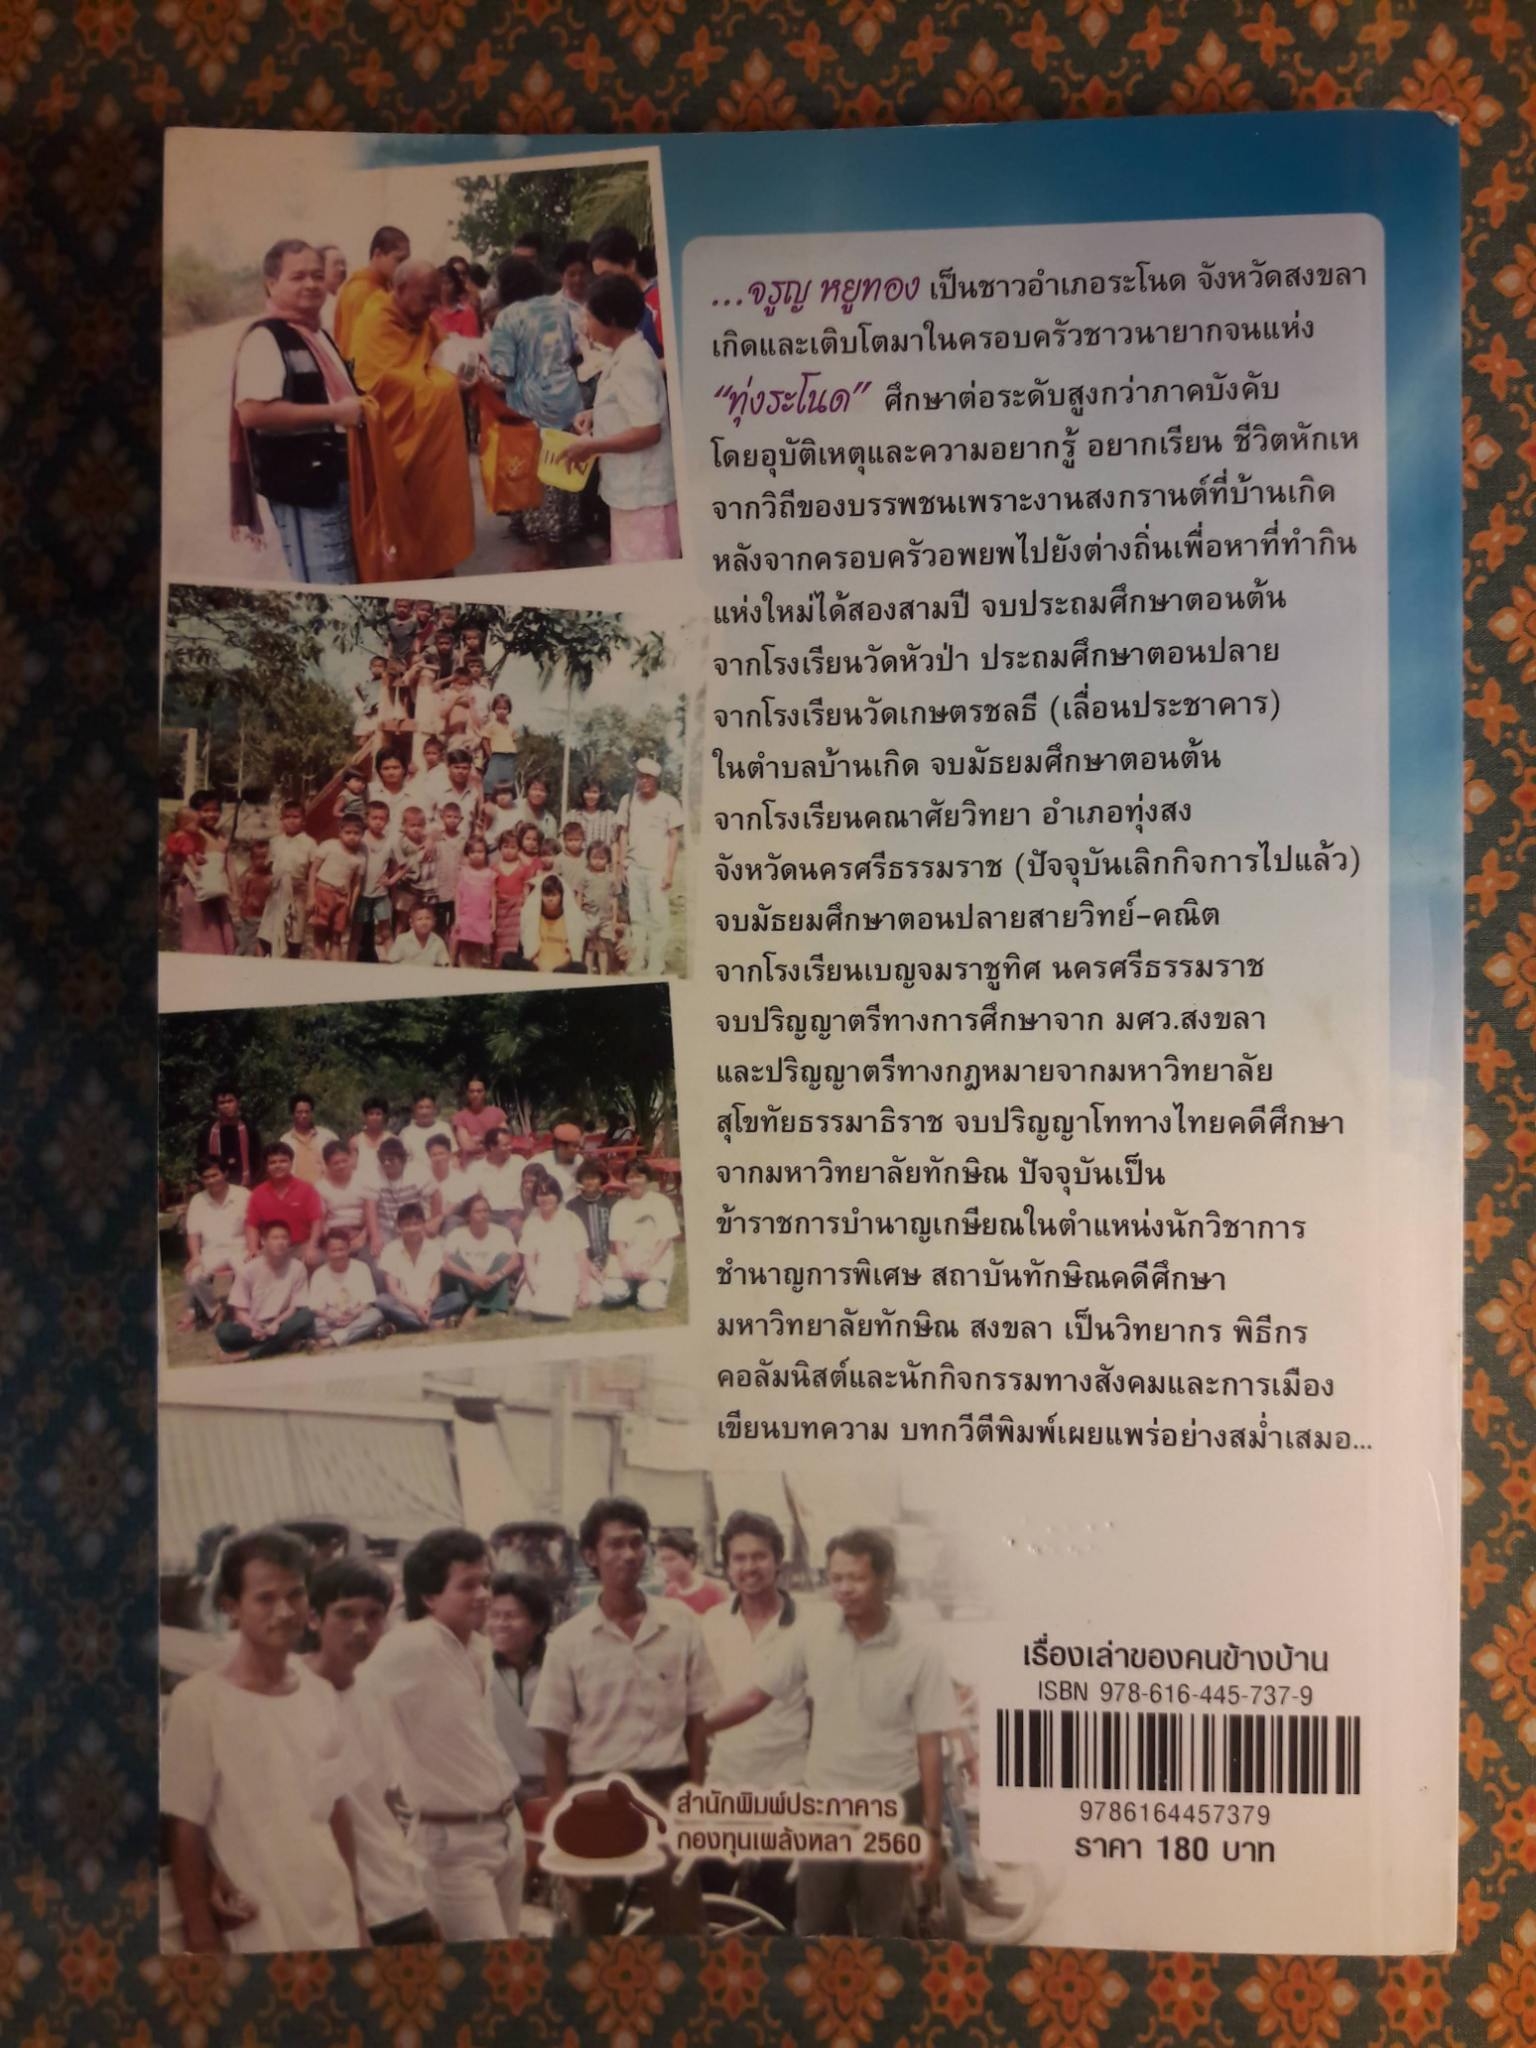 ...จรูญ หยูทอง เป็นชาวอำเภอระโนด จังหวัดสงขลา
เกิดและเติบโตมาในครอบครัวชาวนายากจนแห่ง
“ทุ่งระโนด” ศึกษาต่อระดับสูงกว่าภาคบังคับ
โดยอุบัติเหตุและความอยากรู้ อยากเรียน ชีวิตหักเห
จากวิถีของบรรพชนเพราะงานสงกรานต์ที่บ้านเกิด
หลังจากครอบครัวอพยพไปยังต่างถิ่นเพื่อหาที่ทำกิน
แห่งใหม่ได้สองสามปี จบประถมศึกษาตอนต้น
จากโรงเรียนวัดหัวป่า ประถมศึกษาตอนปลาย
จากโรงเรียนวัดเกษตรชลธี (เลื่อนประชาคาร)
ในตำบลบ้านเกิด จบมัธยมศึกษาตอนต้น
จากโรงเรียนคณาศัยวิทยา อำเภอทุ่งสง
จังหวัดนครศรีธรรมราช (ปัจจุบันเลิกกิจการไปแล้ว)
จบมัธยมศึกษาตอนปลายสายวิทย์-คณิต
จากโรงเรียนเบญจมราชูทิศ นครศรีธรรมราช
จบปริญญาตรีทางการศึกษาจาก มศว.สงขลา
และปริญญาตรีทางกฎหมายจากมหาวิทยาลัย
สุโขทัยธรรมาธิราช จบปริญญาโททางไทยคดีศึกษา
จากมหาวิทยาลัยทักษิณ ปัจจุบันเป็น
ข้าราชการบำนาญเกษียณในตำแหน่งนักวิชาการ
ชำนาญการพิเศษ สถาบันทักษิณคดีศึกษา
มหาวิทยาลัยทักษิณ สงขลา เป็นวิทยากร พิธีกร
คอลัมนิสต์และนักกิจกรรมทางสังคมและการเมือง
เขียนบทความ บทกวีตีพิมพ์เผยแพร่อย่างสม่ำเสมอ...
เรื่องเล่าของคนข้างบ้าน
ISBN 978-616-445-737-9
9786164457379
ราคา 180 บาท
สำนักพิมพ์ประภาคาร
กองทุนเพล้งหลา 2560